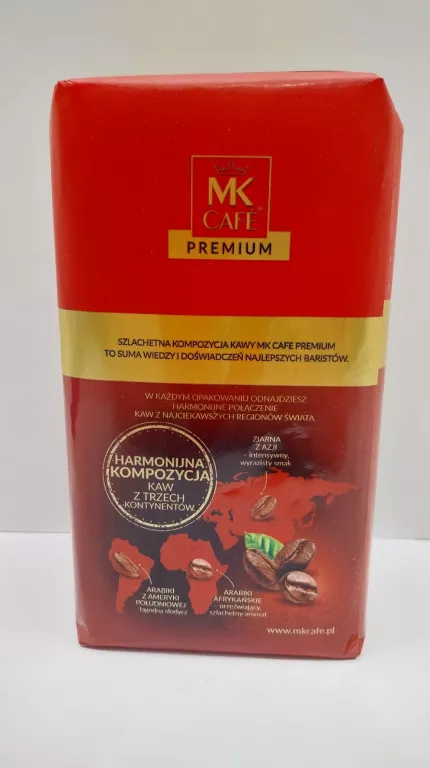 MK
CAFÉ
PREMIUM
SZLACHETNA KOMPOZYCJA KAWY MK CAFE PREMIUM
TO SUMA WIEDZY I DOŚWIADCZEŃ NAJLEPSZYCH BARISTÓW.
W KAŻDYM OPAKOWANIU ODNAJDZIESZ
HARMONIJNE POŁĄCZENIE
KAW Z NAJCIEKAWSZYCH REGIONÓW ŚWIATA.
HARMONIJNA
KOMPOZYCJA
KAW
Z TRZECH
KONTYNENTÓW
ZIARNA
Z AZJI
– intensywny,
wyrazisty smak
ARABIKI
Z AMERYKI
POŁUDNIOWEJ
łagodna słodycz
ARABIKI
AFRYKAŃSKIE
– orzeźwiający,
szlachetny aromat
www.mkcafe.pl